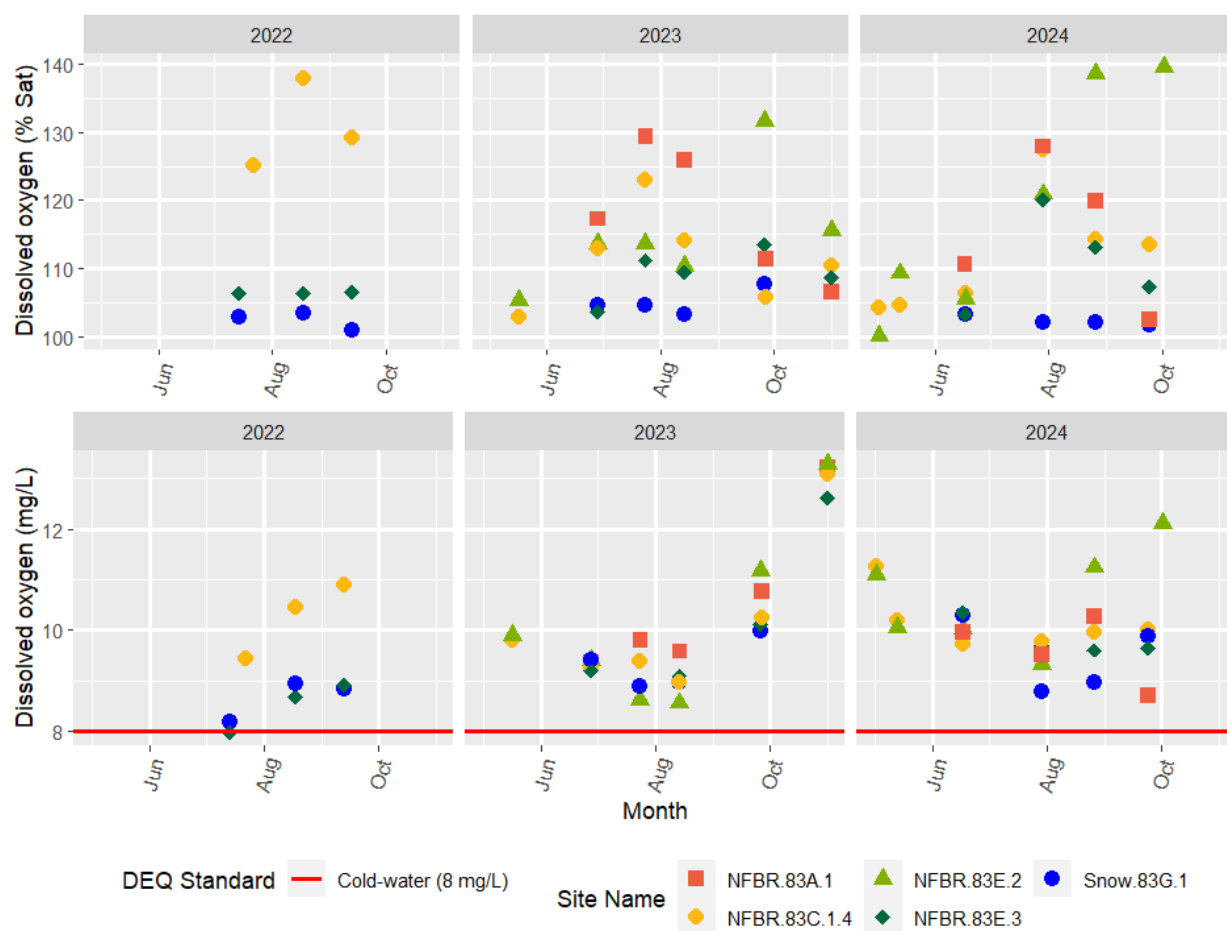 2022 2023 2024
Dissolved oxygen (% Sat)
140
130
120
110
100
Jun Aug Oct Jun Aug Oct Jun Aug Oct
2022 2023 2024
Dissolved oxygen (mg/L)
12
10
8
Jun Aug Oct Jun Aug Oct Jun Aug Oct
Month
DEQ Standard Cold-water (8 mg/L)
Site Name
NFBR.83A.1 NFBR.83E.2 Snow.83G.1
NFBR.83C.1.4 NFBR.83E.3